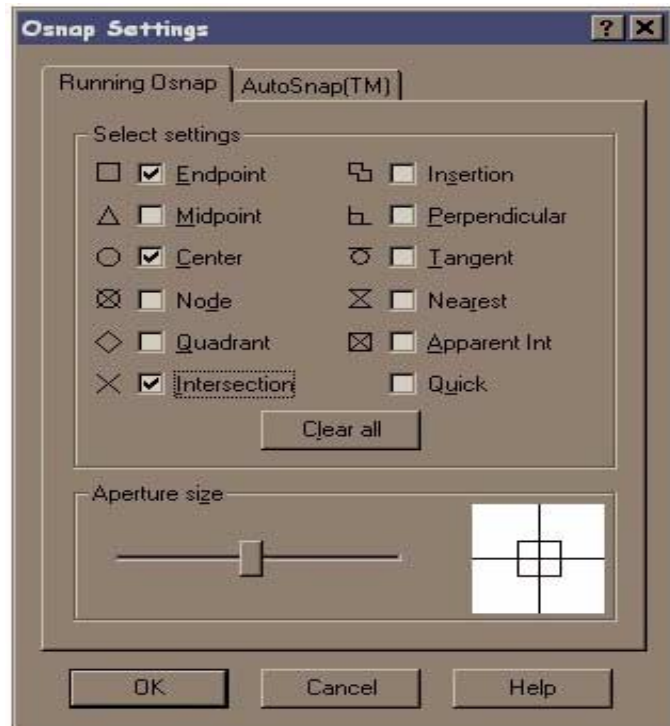 Osnap Settings
Running Osnap
AutoSnap(TM)
Select settings
Endpoint
Midpoint
Center
Node
Quadrant
Intersection
Insertion
Perpendicular
Tangent
Nearest
Apparent Int
Quick
Clear all
Aperture size
OK
Cancel
Help